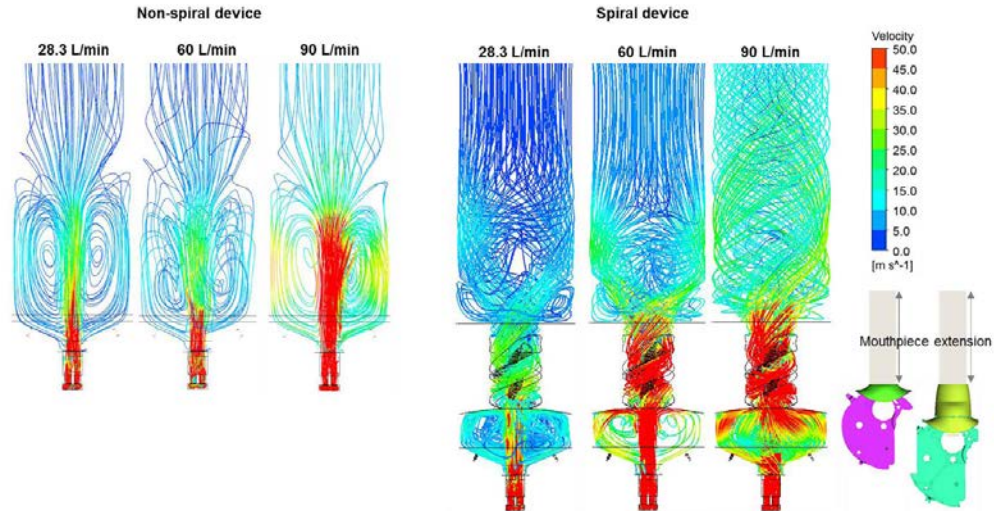 Non-spiral device
Spiral device
28.3 L/min 60 L/min 90 L/min
28.3 L/min 60 L/min 90 L/min
Velocity
50.0
45.0
40.0
35.0
30.0
25.0
20.0
15.0
10.0
5.0
0.0
[m s^-1]
Mouthpiece extension